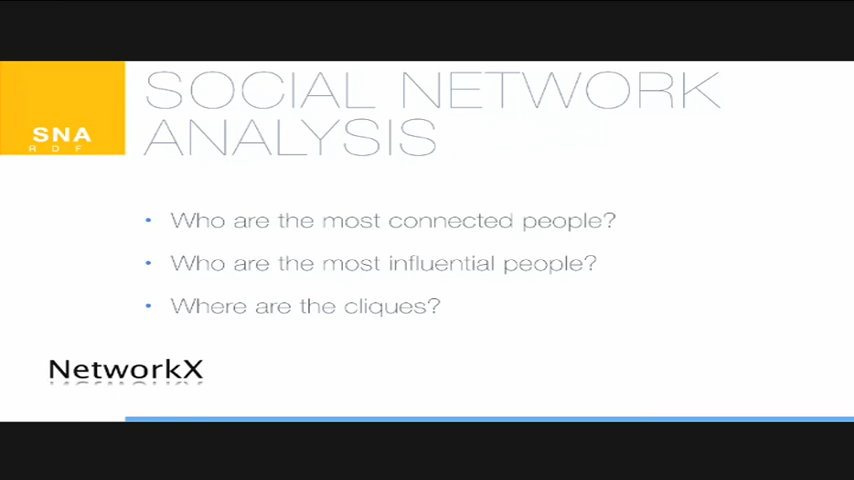 SNA
RDF
SOCIAL NETWORK
ANALYSIS
• Who are the most connected people?
• Who are the most influential people?
• Where are the cliques?
NetworkX